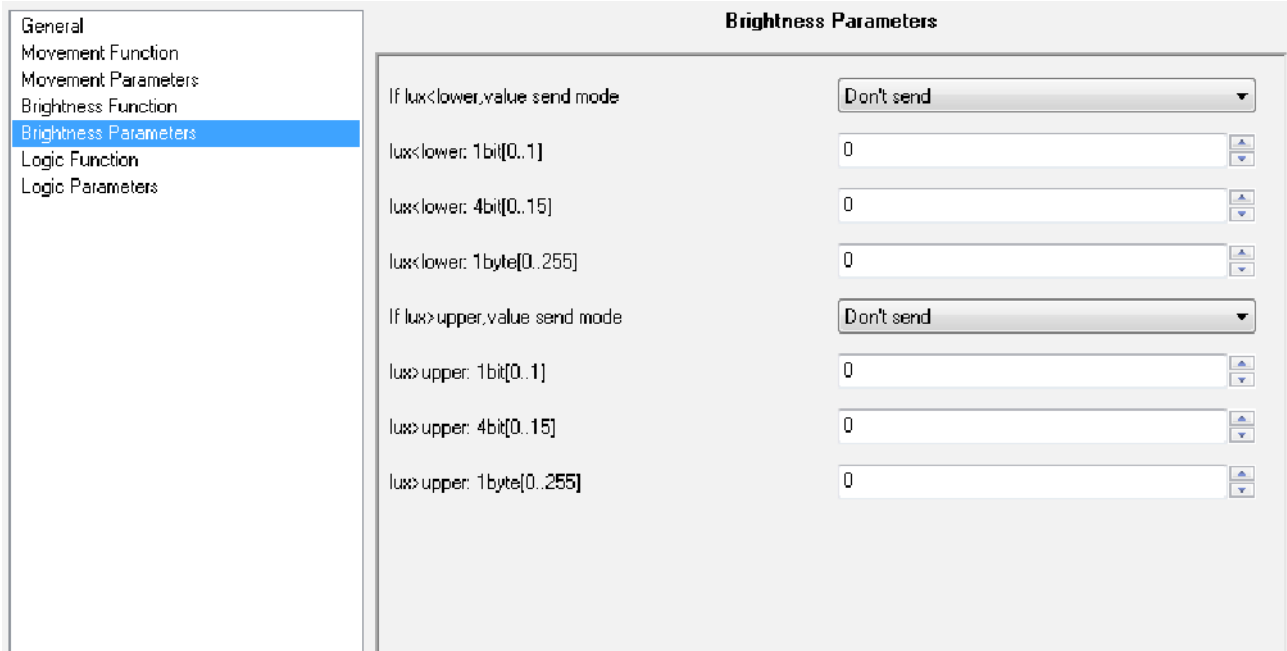 General
Movement Function
Movement Parameters
Brightness Function
Brightness Parameters
Logic Function
Logic Parameters
Brightness Parameters
If lux<lower,value send mode Don't send
lux<lower: 1bit[0..1] 0
lux<lower: 4bit[0..15] 0
lux<lower: 1byte[0..255] 0
If lux>upper,value send mode Don't send
lux>upper: 1bit[0..1] 0
lux>upper: 4bit[0..15] 0
lux>upper: 1byte[0..255] 0